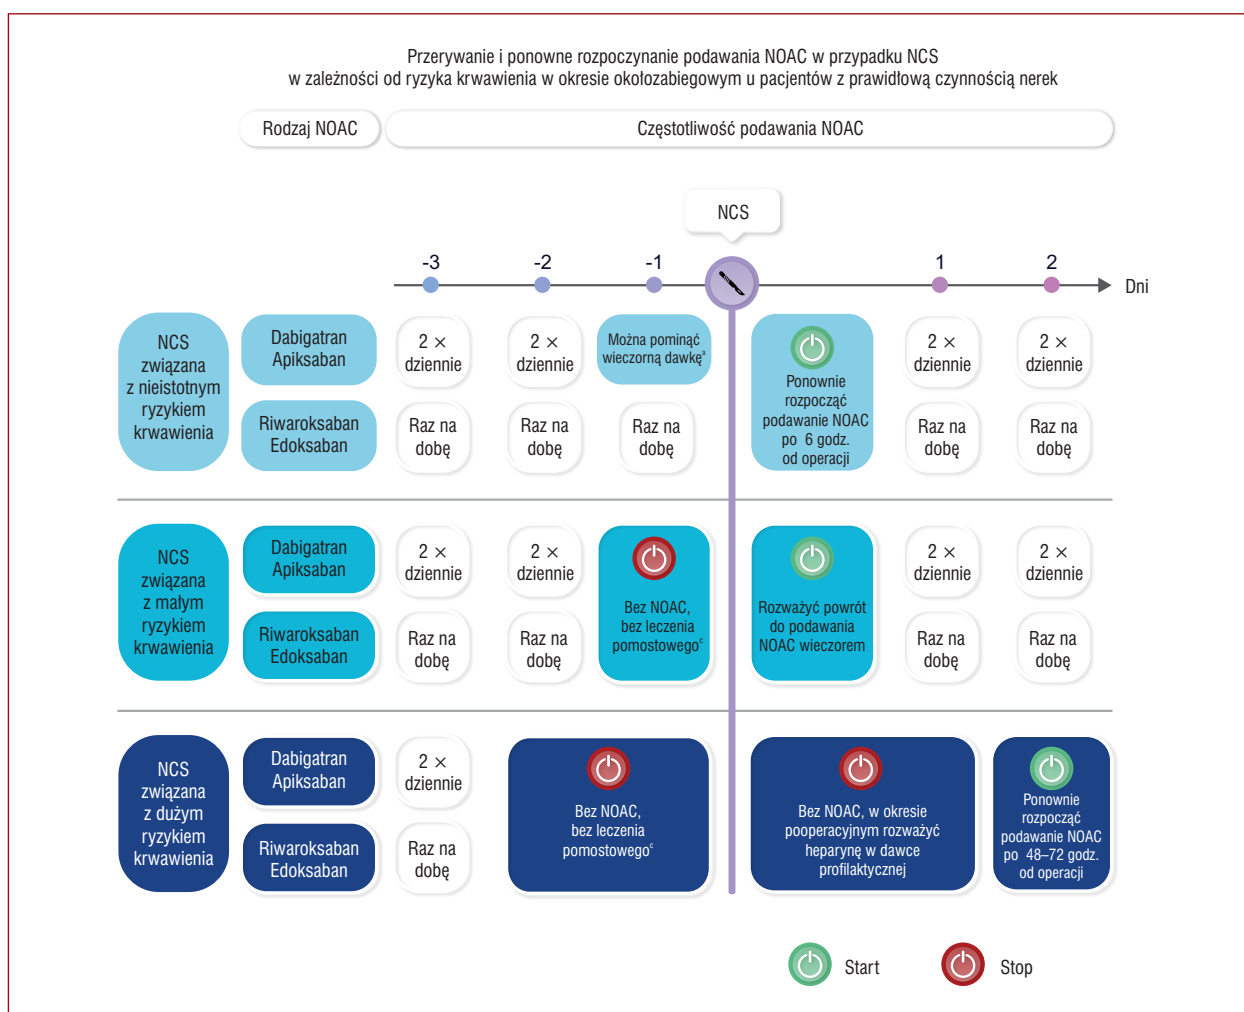 Przerywanie i ponowne rozpoczynanie podawania NOAC w przypadku NCS
w zależności od ryzyka krwawienia w okresie okołozabiegowym u pacjentów z prawidłową czynnością nerek
Rodzaj NOAC
Częstotliwość podawania NOAC
NCS
-3
-2
-1
1
2
Dni
NCS
związana
z nieistotnym
ryzykiem
krwawienia
Dabigatran
Apiksaban
2 ×
dziennie
2 ×
dziennie
Można pominąć
wieczorną dawkęᵃ
Ponownie
rozpocząć
podawanie NOAC
po 6 godz.
od operacji
2 ×
dziennie
2 ×
dziennie
Riwaroksaban
Edoksaban
Raz na
dobę
Raz na
dobę
Raz na
dobę
Raz na
dobę
Raz na
dobę
NCS
związana
z małym
ryzykiem
krwawienia
Dabigatran
Apiksaban
2 ×
dziennie
2 ×
dziennie
Bez NOAC,
bez leczenia
pomostowegoᶜ
Rozważyć powrót
do podawania
NOAC wieczorem
2 ×
dziennie
2 ×
dziennie
Riwaroksaban
Edoksaban
Raz na
dobę
Raz na
dobę
Raz na
dobę
Raz na
dobę
NCS
związana
z dużym
ryzykiem
krwawienia
Dabigatran
Apiksaban
2 ×
dziennie
Bez NOAC,
bez leczenia
pomostowegoᶜ
Bez NOAC, w okresie
pooperacyjnym rozważyć
heparynę w dawce
profilaktycznej
Ponownie
rozpocząć
podawanie NOAC
po 48–72 godz.
od operacji
Riwaroksaban
Edoksaban
Raz na
dobę
Start
Stop